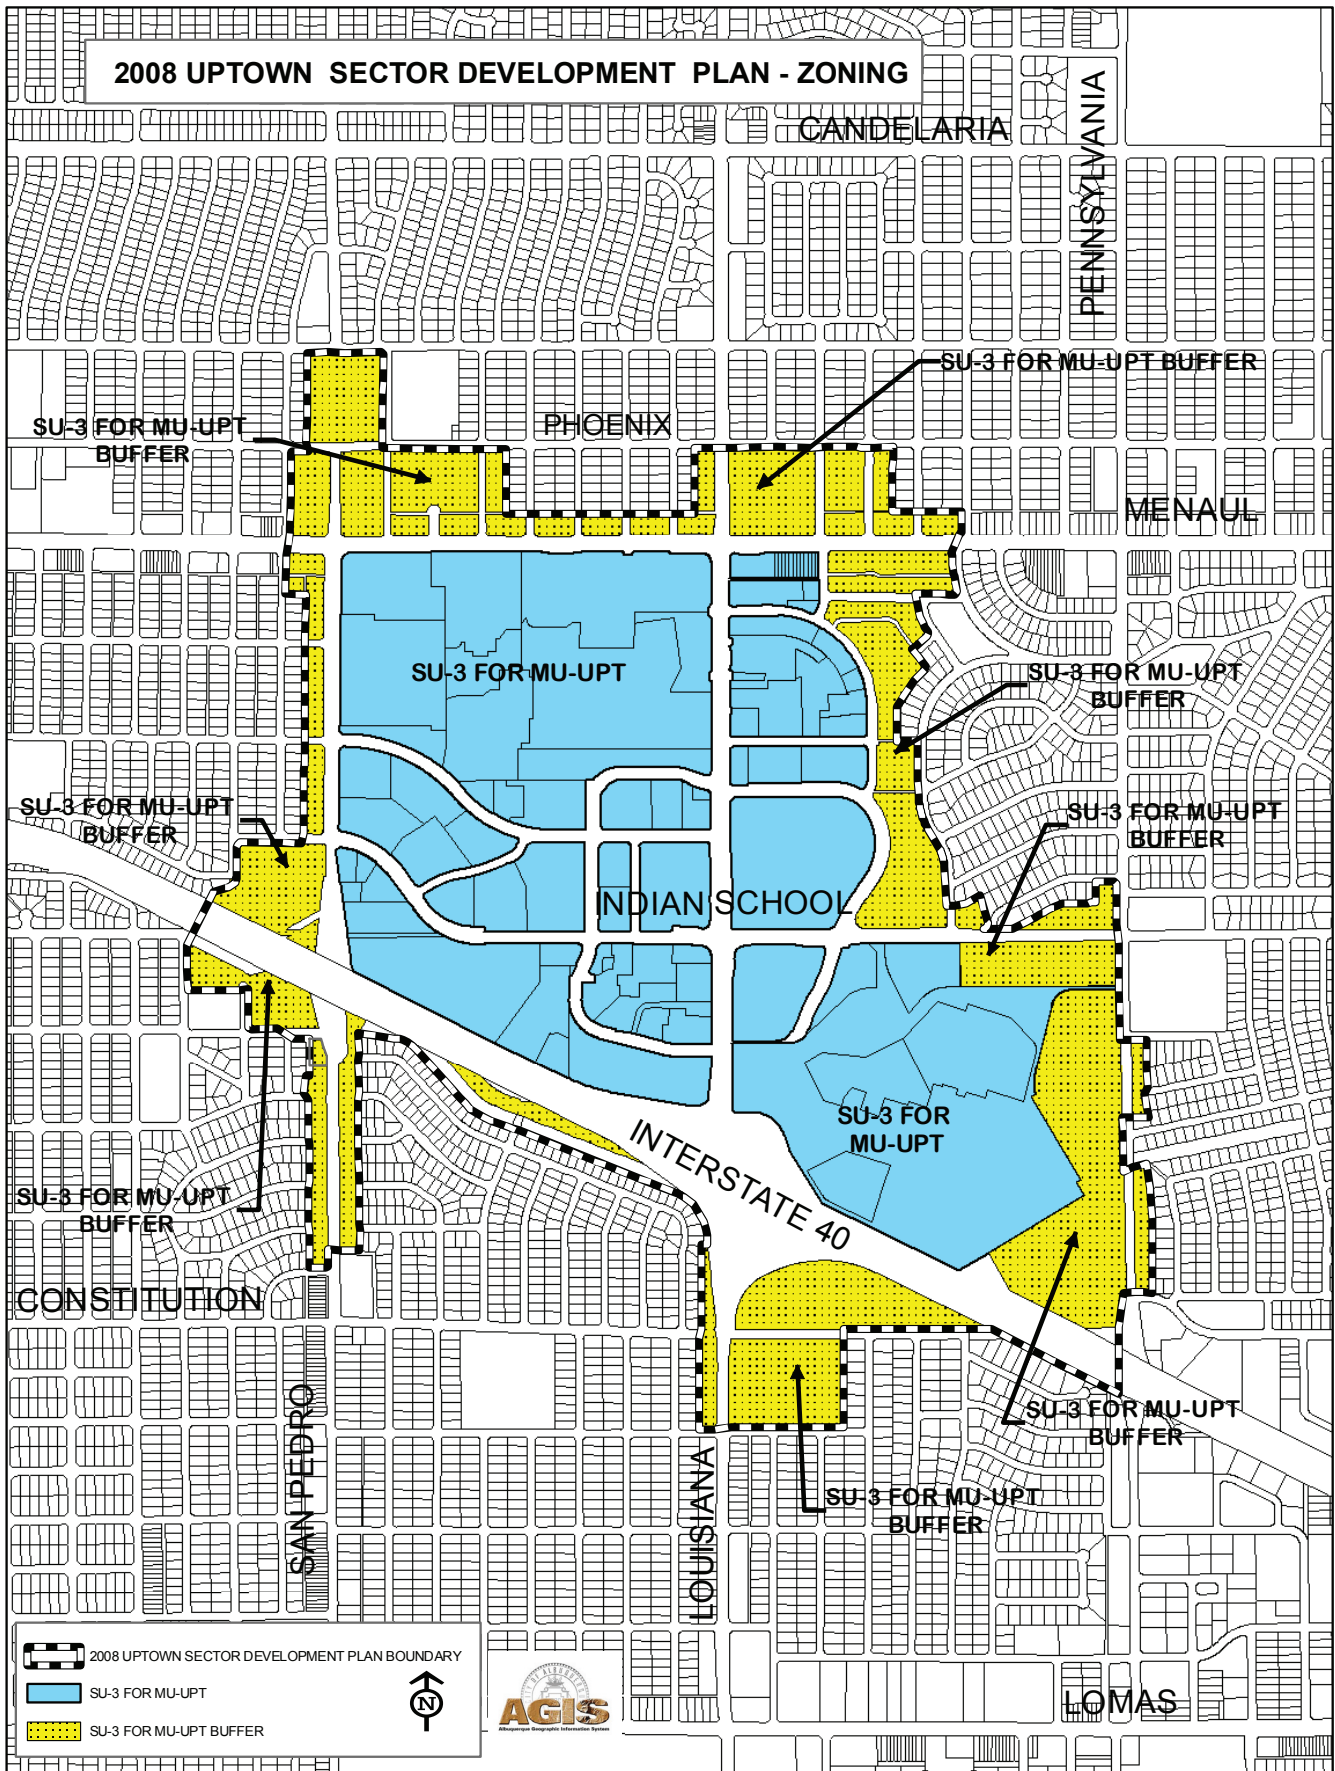 2008 UPTOWN SECTOR DEVELOPMENT PLAN - ZONING
CANDELARIA
PENNSYLVANIA
SU-3 FOR MU-UPT BUFFER
SU-3 FOR MU-UPT
BUFFER
PHOENIX
MENAUL
SU-3 FOR MU-UPT
SU-3 FOR MU-UPT
BUFFER
SU-3 FOR MU-UPT
BUFFER
SU-3 FOR MU-UPT
BUFFER
INDIAN SCHOOL
SU-3 FOR
MU-UPT
INTERSTATE 40
SU-3 FOR MU-UPT
BUFFER
CONSTITUTION
SAN PEDRO
LOUISIANA
SU-3 FOR MU-UPT
BUFFER
SU-3 FOR MU-UPT
BUFFER
LOMAS
2008 UPTOWN SECTOR DEVELOPMENT PLAN BOUNDARY
SU-3 FOR MU-UPT
SU-3 FOR MU-UPT BUFFER
N
AGIS
Albuquerque Geographic Information System